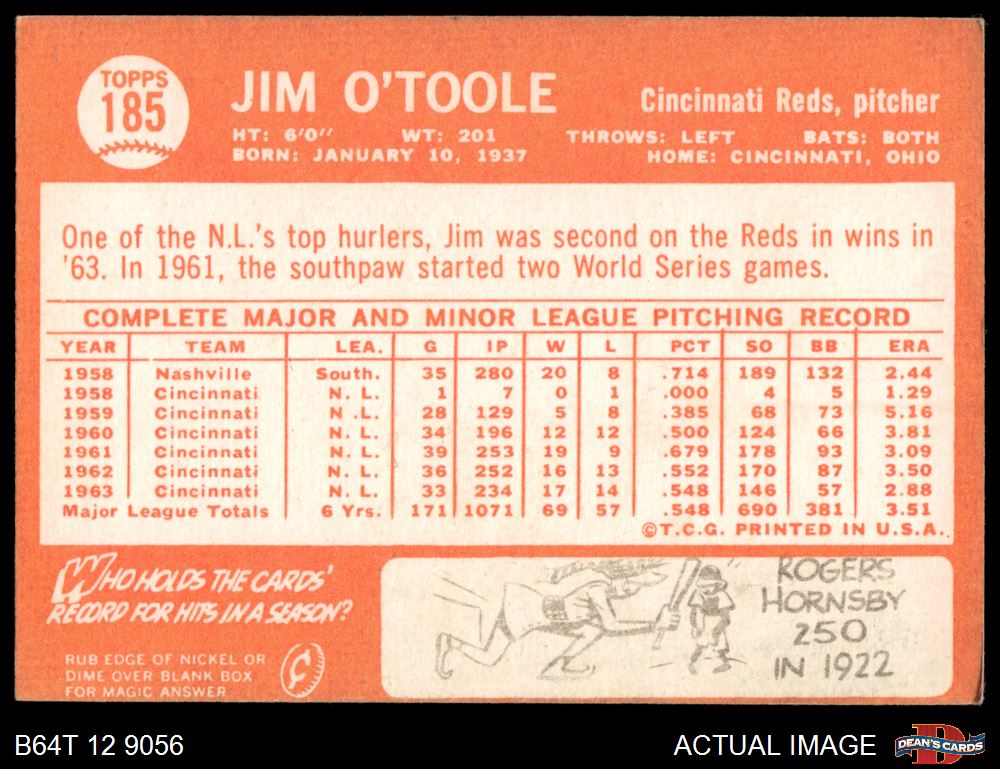 TOPPS
185
JIM O'TOOLE
Cincinnati Reds, pitcher
HT: 6'0" WT: 201 THROWS: LEFT BATS: BOTH
BORN: JANUARY 10, 1937 HOME: CINCINNATI, OHIO
One of the N.L.'s top hurlers, Jim was second on the Reds in wins in
'63. In 1961, the southpaw started two World Series games.
COMPLETE MAJOR AND MINOR LEAGUE PITCHING RECORD
YEAR TEAM LEA. G IP W L PCT SO BB ERA
1958 Nashville South. 35 280 20 8 .714 189 132 2.44
1958 Cincinnati N. L. 1 7 0 1 .000 4 5 1.29
1959 Cincinnati N .L. 28 129 5 8 .385 68 73 5.16
1960 Cincinnati N. L. 34 196 12 12 .500 124 66 3.81
1961 Cincinnati N. L. 39 253 19 9 .679 178 93 3.09
1962 Cincinnati N. L. 36 252 16 13 .552 170 87 3.50
1963 Cincinnati N. L. 33 234 17 14 .548 146 57 2.88
Major League Totals 6 Yrs. 171 1071 69 57 .548 690 381 3.51
©T.C.G. PRINTED IN U.S.A.
WHO HOLDS THE CARDS'
RECORD FOR HITS IN A SEASON?
RUB EDGE OF NICKEL OR
DIME OVER BLANK BOX
FOR MAGIC ANSWER
ROGERS
HORNSBY
250
IN 1922
B64T 12 9056
ACTUAL IMAGE
DEAN'S CARDS